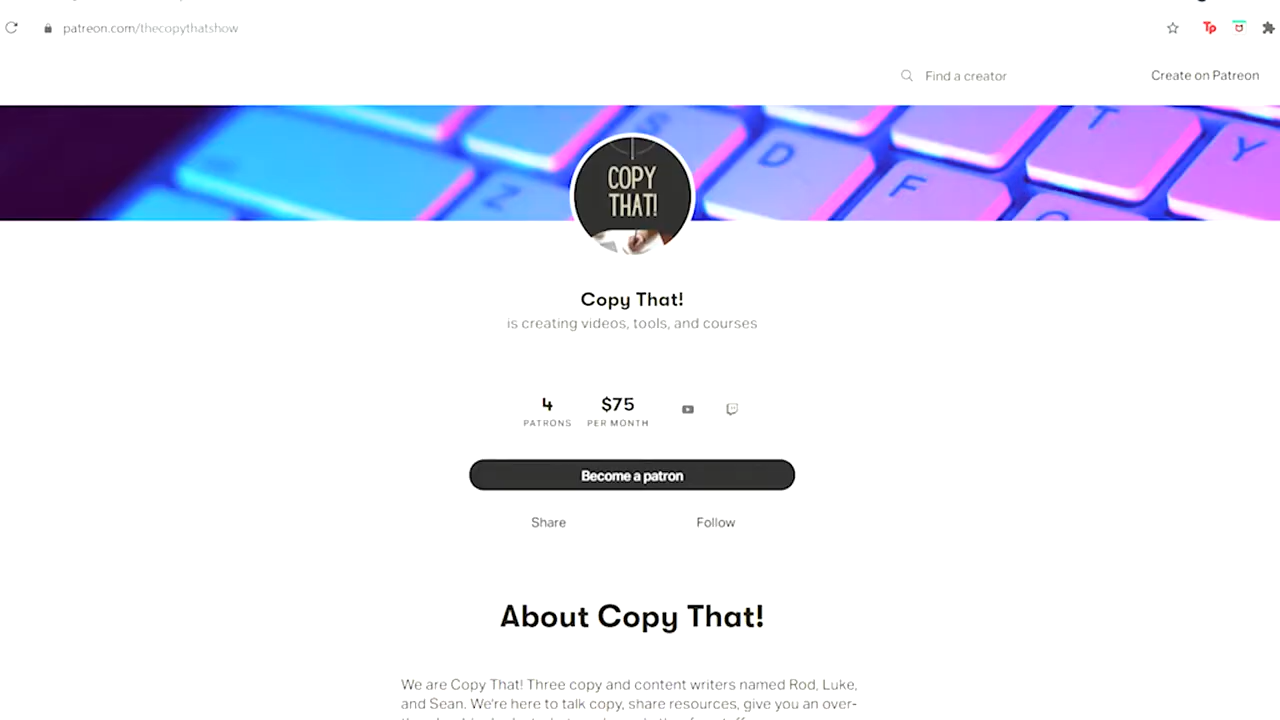 patreon.com/thecopythatshow
Tp
Find a creator
Create on Patreon
S
D
F
T
Y
Z
COPY
THAT!
Copy That!
is creating videos, tools, and courses
4
$75
PATRONS
PER MONTH
Become a patron
Share
Follow
About Copy That!
We are Copy That! Three copy and content writers named Rod, Luke,
and Sean. We're here to talk copy, share resources, give you an over-